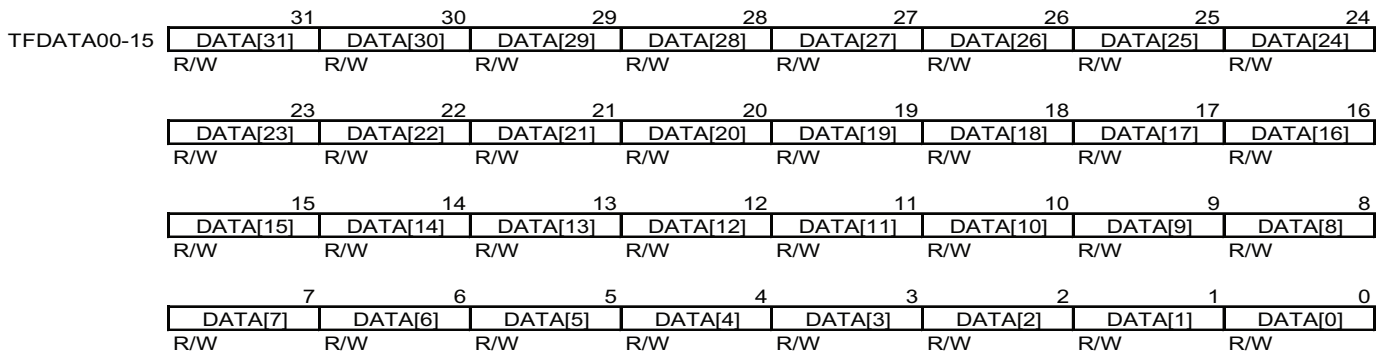 31 30 29 28 27 26 25 24
TFDATA00-15 DATA[31] DATA[30] DATA[29] DATA[28] DATA[27] DATA[26] DATA[25] DATA[24]
R/W R/W R/W R/W R/W R/W R/W R/W
23 22 21 20 19 18 17 16
DATA[23] DATA[22] DATA[21] DATA[20] DATA[19] DATA[18] DATA[17] DATA[16]
R/W R/W R/W R/W R/W R/W R/W R/W
15 14 13 12 11 10 9 8
DATA[15] DATA[14] DATA[13] DATA[12] DATA[11] DATA[10] DATA[9] DATA[8]
R/W R/W R/W R/W R/W R/W R/W R/W
7 6 5 4 3 2 1 0
DATA[7] DATA[6] DATA[5] DATA[4] DATA[3] DATA[2] DATA[1] DATA[0]
R/W R/W R/W R/W R/W R/W R/W R/W